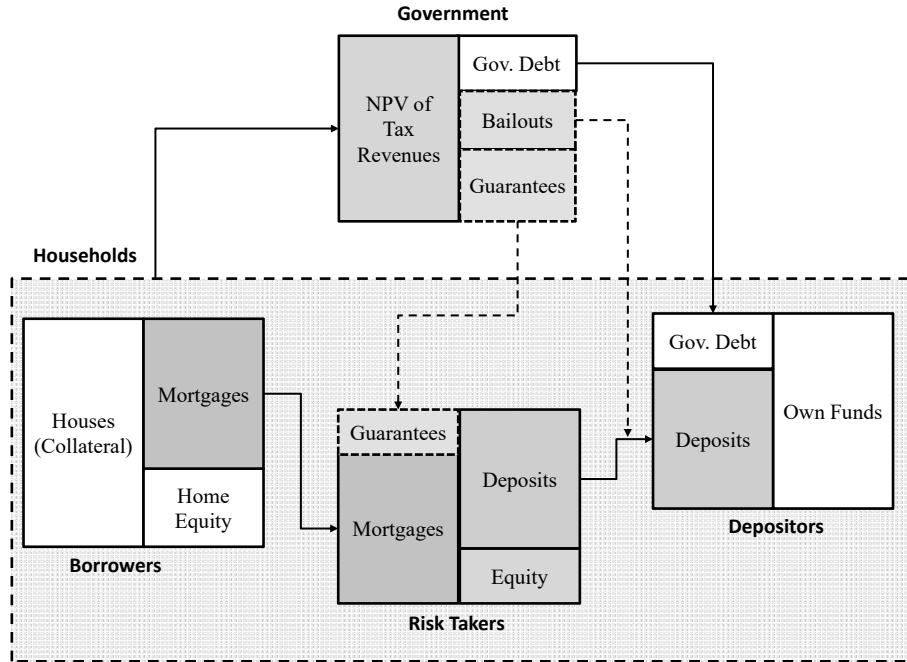 Government
NPV of
Tax
Revenues
Gov. Debt
Bailouts
Guarantees
Households
Houses
(Collateral)
Mortgages
Home
Equity
Borrowers
Guarantees
Mortgages
Deposits
Equity
Risk Takers
Gov. Debt
Deposits
Own Funds
Depositors